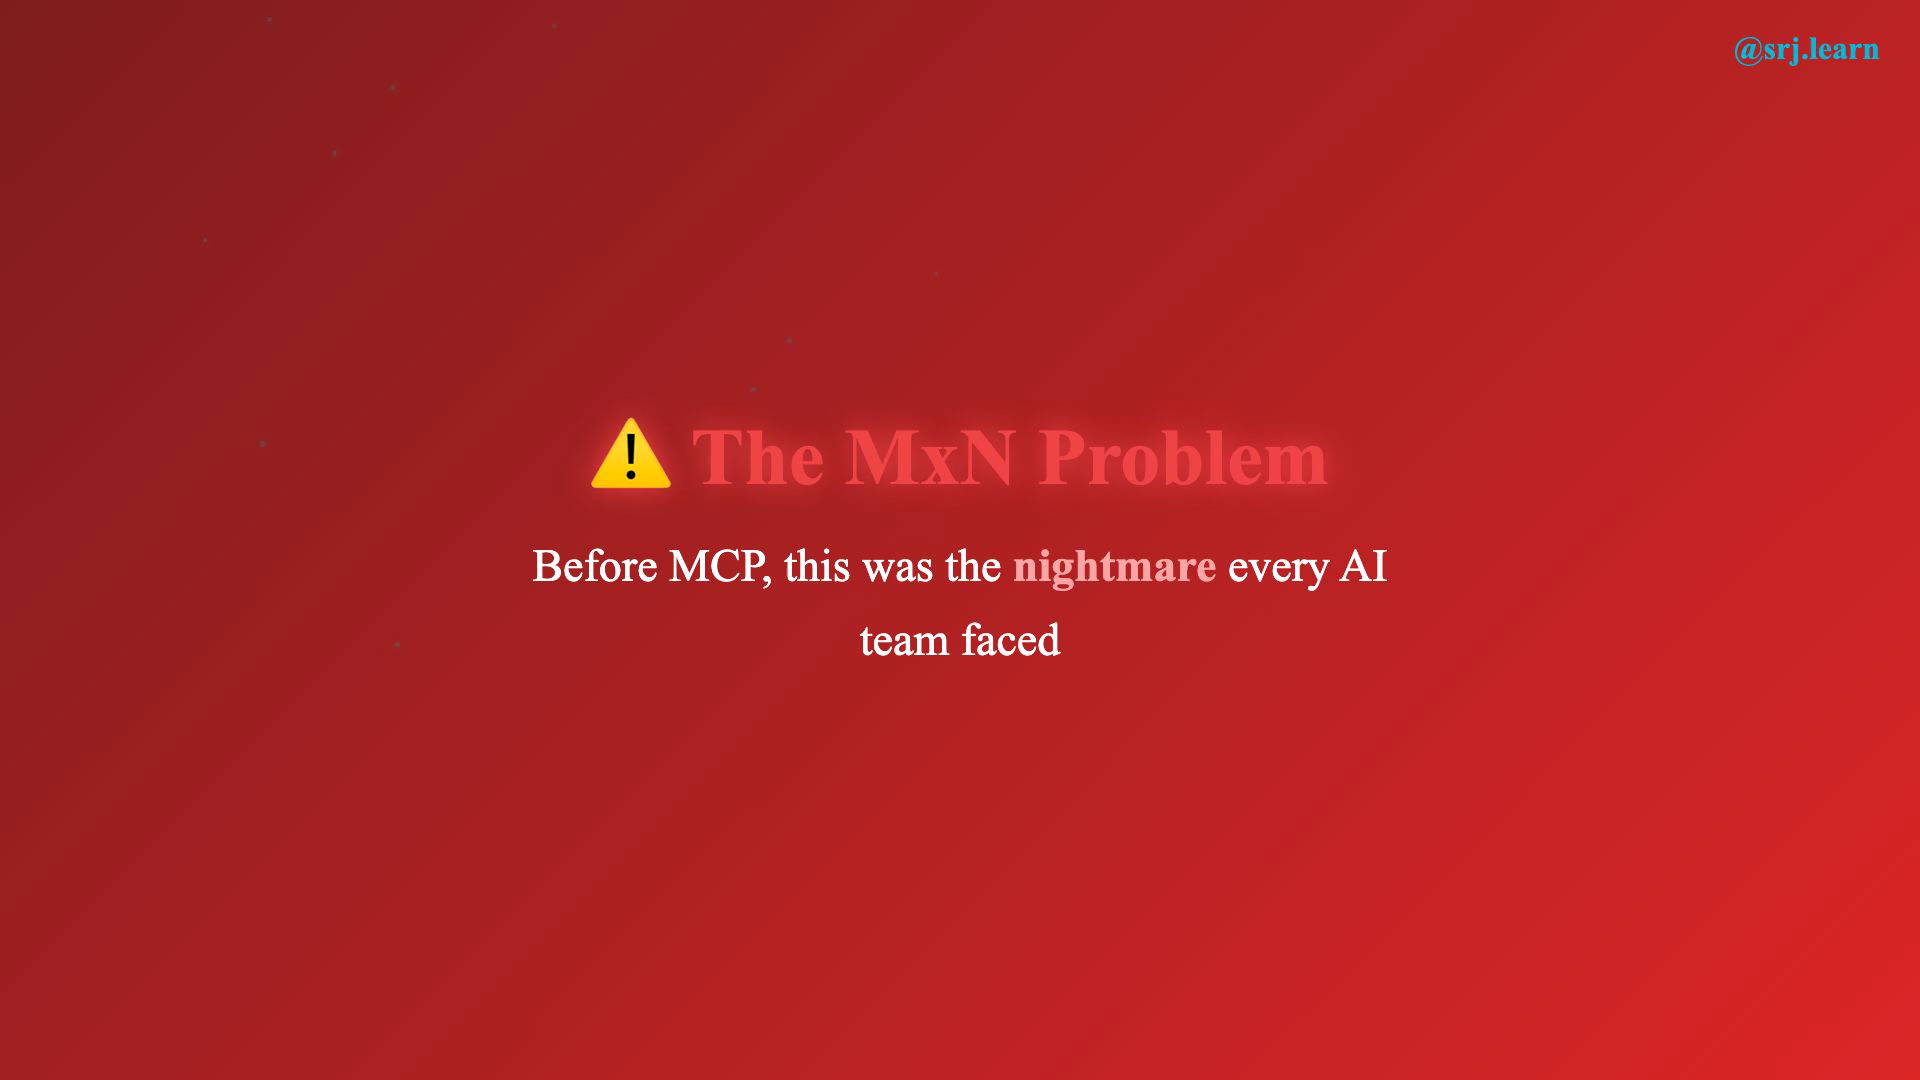 @srj.learn
⚠️ The MxN Problem
Before MCP, this was the nightmare every AI
team faced